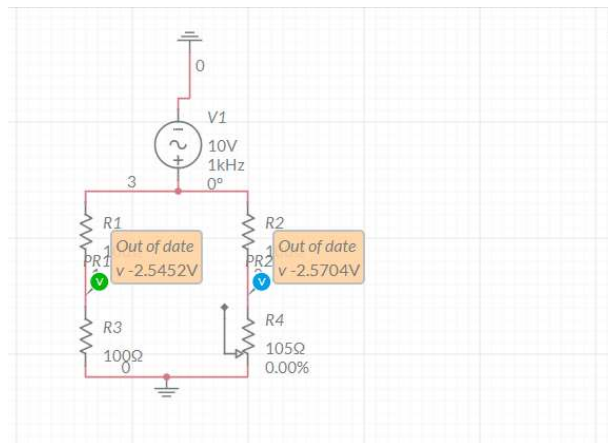 0
V1
10V
1kHz
0°
3
R1
R2
Out of date
v -2.5452V
Out of date
v -2.5704V
PR1
PR2
V
V
R3
100Ω
0
R4
105Ω
0.00%